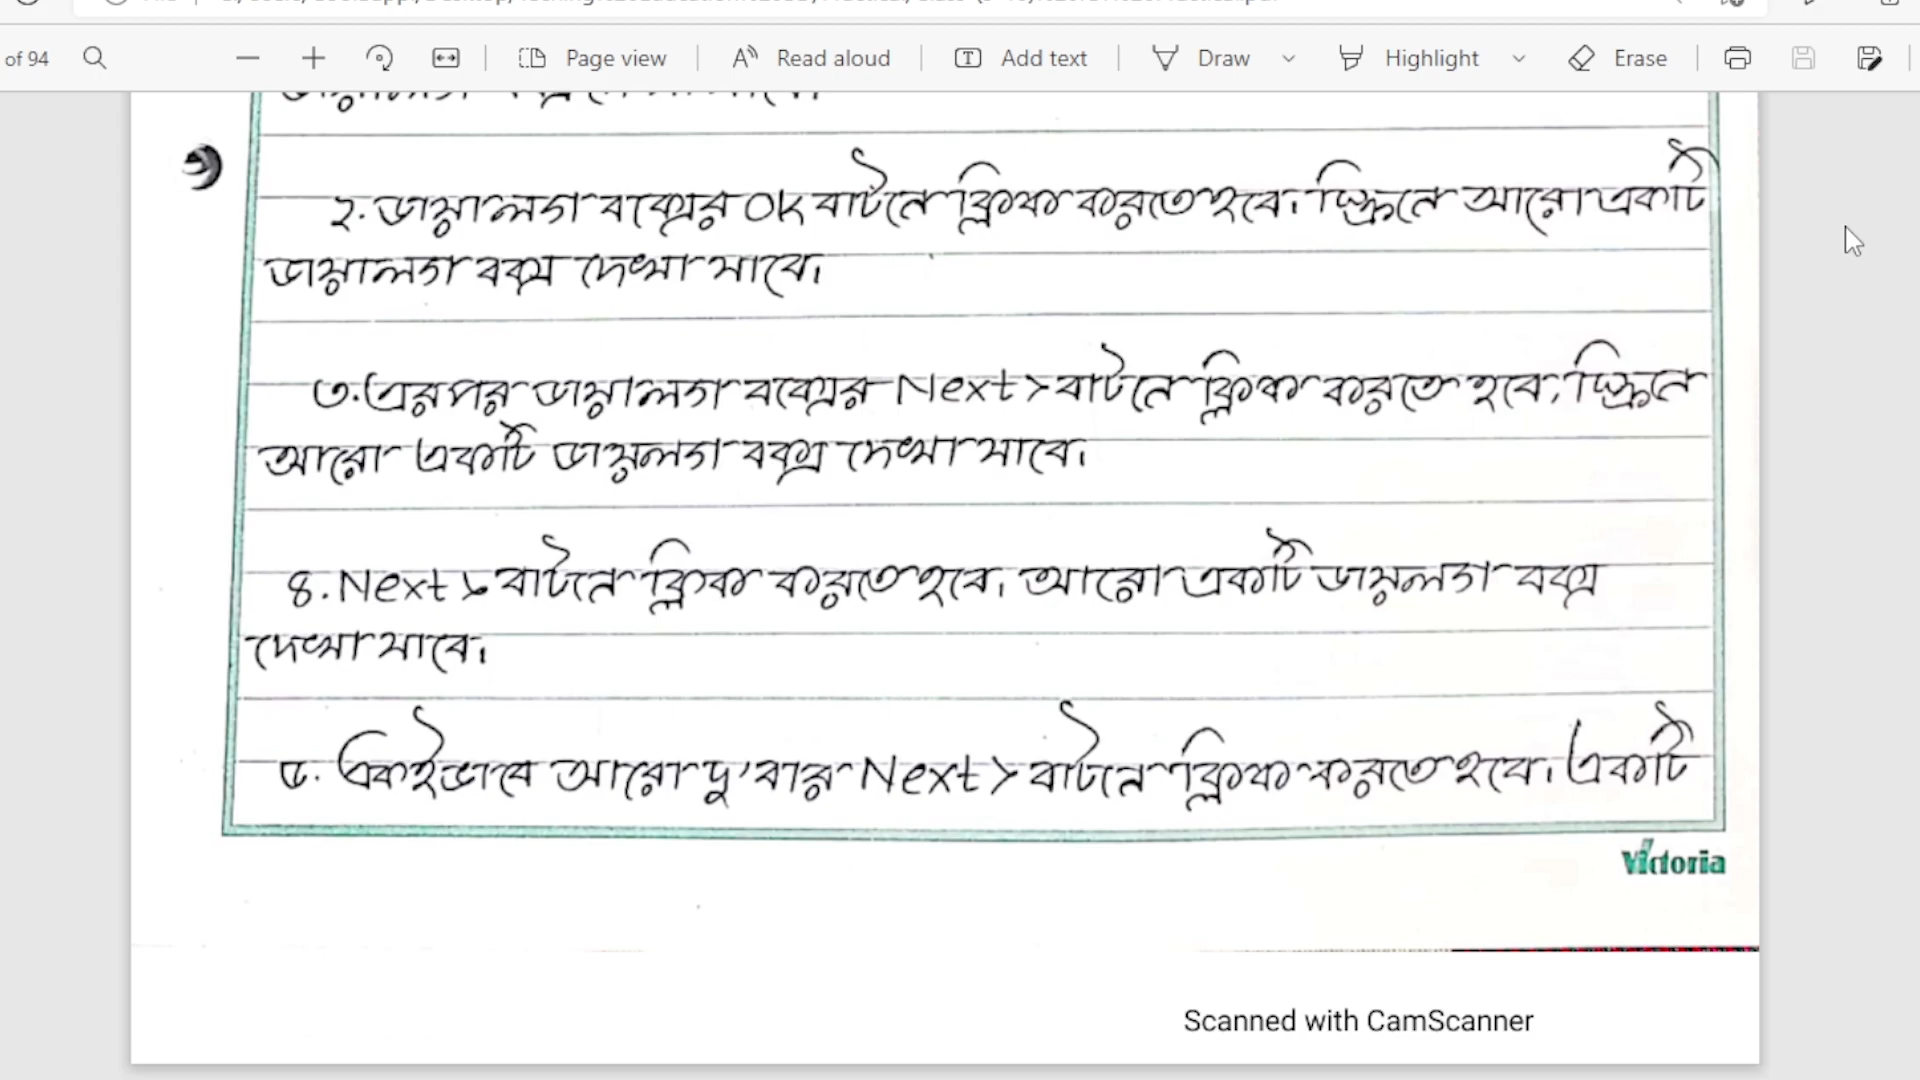 of 94
Page view
Read aloud
Add text
Draw
Highlight
Erase
২. ডায়ালগ বক্সের OK বাটনে ক্লিক করতে হবে। স্ক্রিনে আরো একটি
ডায়ালগ বক্স দেখা যাবে।
৩. এরপর ডায়ালগ বক্সের Next > বাটনে ক্লিক করতে হবে, স্ক্রিনে
আরো একটি ডায়লগ বক্স দেখা যাবে।
৪. Next > বাটনে ক্লিক করতে হবে। আরো একটি ডায়লগ বক্স
দেখা যাবে।
৫. একইভাবে আরো দু'বার Next > বাটনে ক্লিক করতে হবে। একটি
Victoria
Scanned with CamScanner